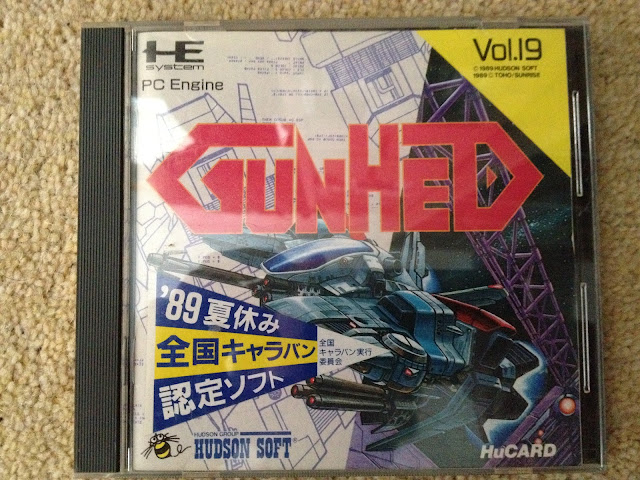 HE
system
PC Engine
Vol.19
© 1989 HUDSON SOFT
1989 © TOHO/SUNRISE
GUNHED
'89 夏休み
全国キャラバン
認定ソフト
全国
キャラバン実行
委員会
HUDSON GROUP
HUDSON SOFT®
HuCARD